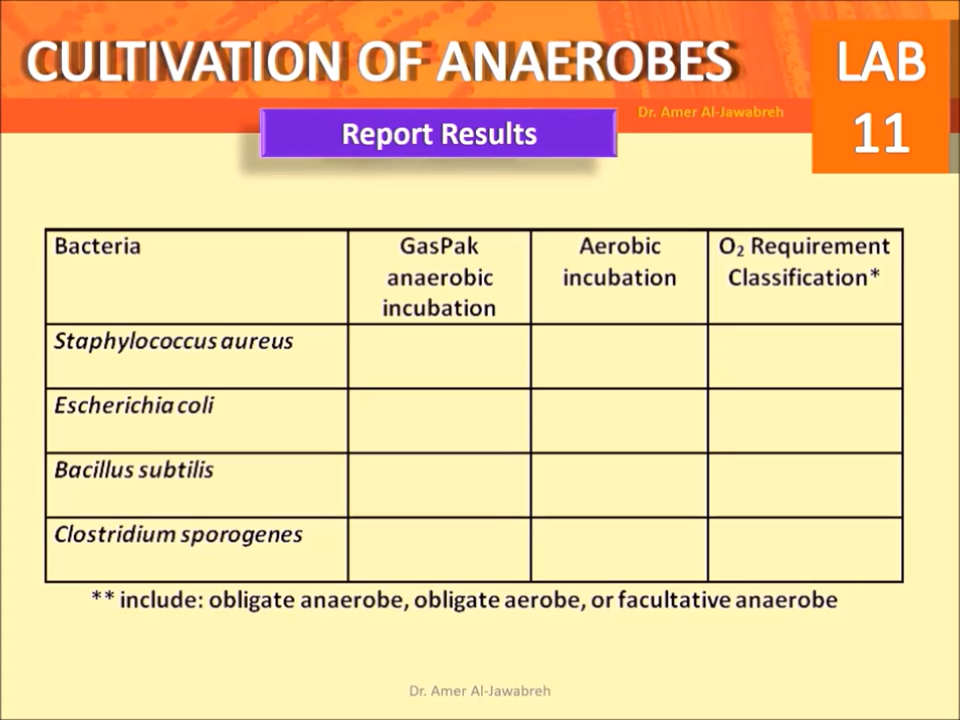 CULTIVATION OF ANAEROBES
LAB
11
Dr. Amer Al-Jawabreh
Report Results
Bacteria
GasPak
anaerobic
incubation
Aerobic
incubation
O₂ Requirement
Classification*
Staphylococcus aureus
Escherichia coli
Bacillus subtilis
Clostridium sporogenes
** include: obligate anaerobe, obligate aerobe, or facultative anaerobe
Dr. Amer Al-Jawabreh